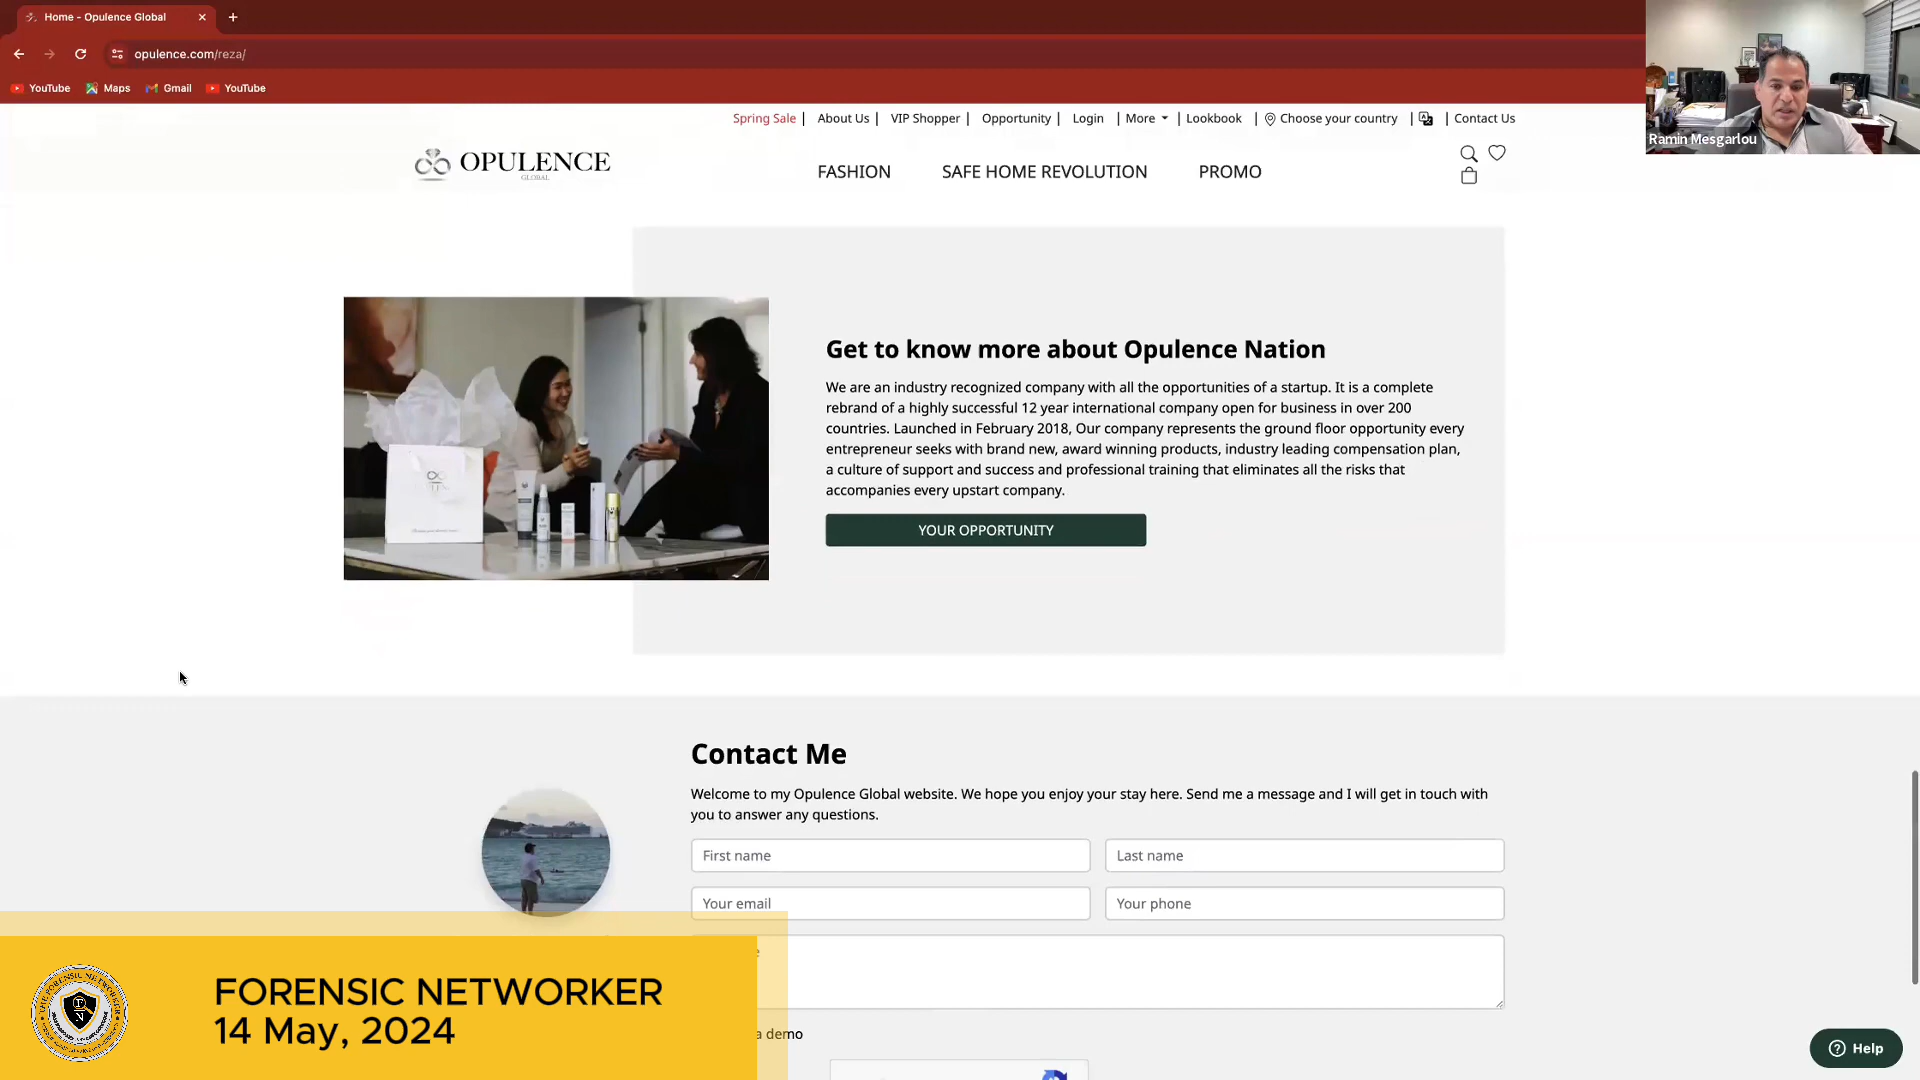 Home - Opulence Global
opulence.com/reza/
YouTube Maps Gmail YouTube
Ramin Mesgarlou
Spring Sale | About Us | VIP Shopper | Opportunity | Login | More | Lookbook | Choose your country | | Contact Us
OPULENCE
GLOBAL
FASHION SAFE HOME REVOLUTION PROMO
Get to know more about Opulence Nation
We are an industry recognized company with all the opportunities of a startup. It is a complete
rebrand of a highly successful 12 year international company open for business in over 200
countries. Launched in February 2018, Our company represents the ground floor opportunity every
entrepreneur seeks with brand new, award winning products, industry leading compensation plan,
a culture of support and success and professional training that eliminates all the risks that
accompanies every upstart company.
YOUR OPPORTUNITY
Contact Me
Welcome to my Opulence Global website. We hope you enjoy your stay here. Send me a message and I will get in touch with
you to answer any questions.
First name Last name
Your email Your phone
a demo
FORENSIC NETWORKER
14 May, 2024
Help